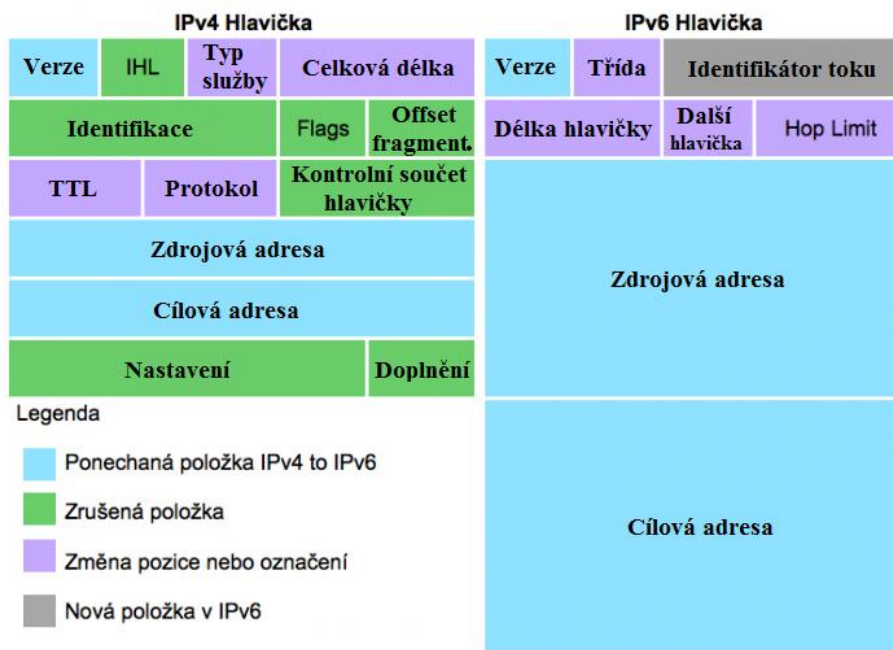 IPv4 Hlavička
Verze
IHL
Typ
služby
Celková délka
Identifikace
Flags
Offset
fragment.
TTL
Protokol
Kontrolní součet
hlavičky
Zdrojová adresa
Cílová adresa
Nastavení
Doplnění
Legenda
Ponechaná položka IPv4 to IPv6
Zrušená položka
Změna pozice nebo označení
Nová položka v IPv6
IPv6 Hlavička
Verze
Třída
Identifikátor toku
Délka hlavičky
Další
hlavička
Hop Limit
Zdrojová adresa
Cílová adresa